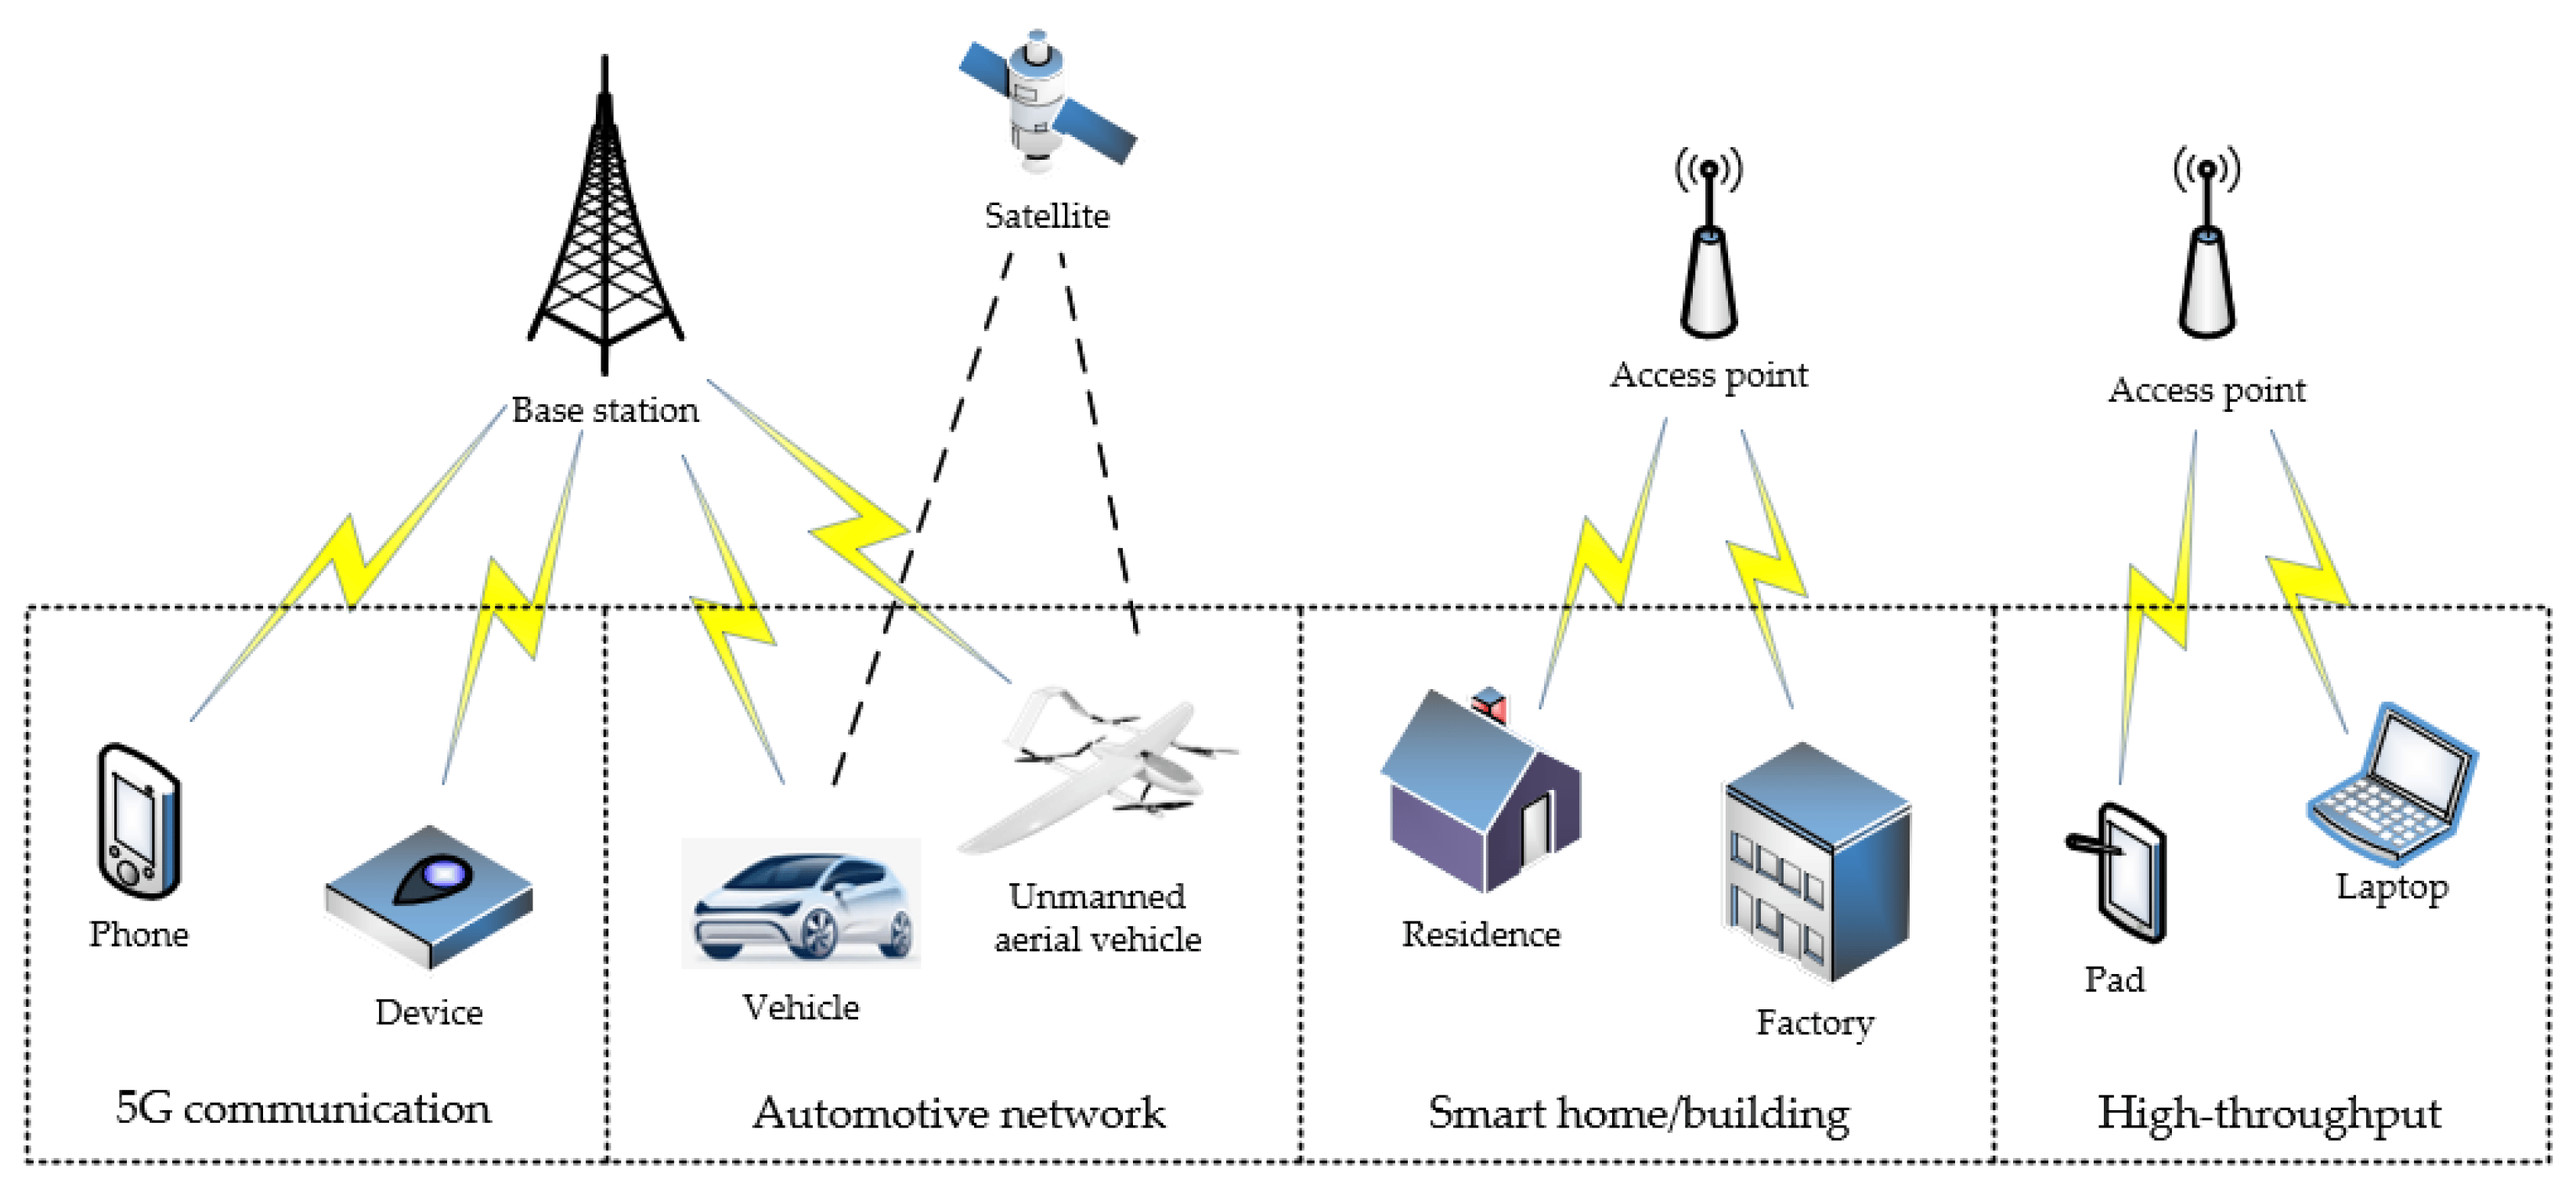 Satellite
Base station
Access point
Access point
Phone
Device
Vehicle
Unmanned
aerial vehicle
Residence
Factory
Pad
Laptop
5G communication
Automotive network
Smart home/building
High-throughput